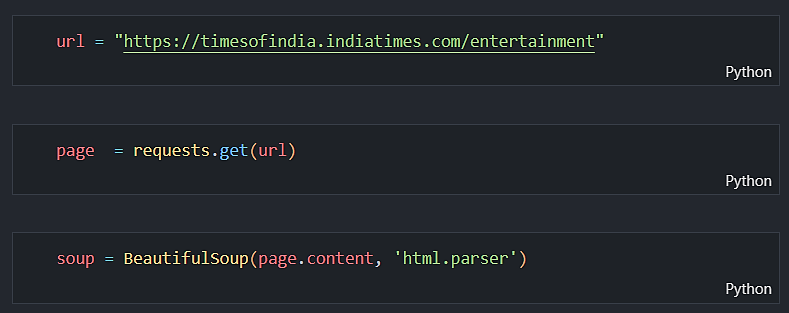 url = "https://timesofindia.indiatimes.com/entertainment"
Python
page  = requests.get(url)
Python
soup = BeautifulSoup(page.content, 'html.parser')
Python